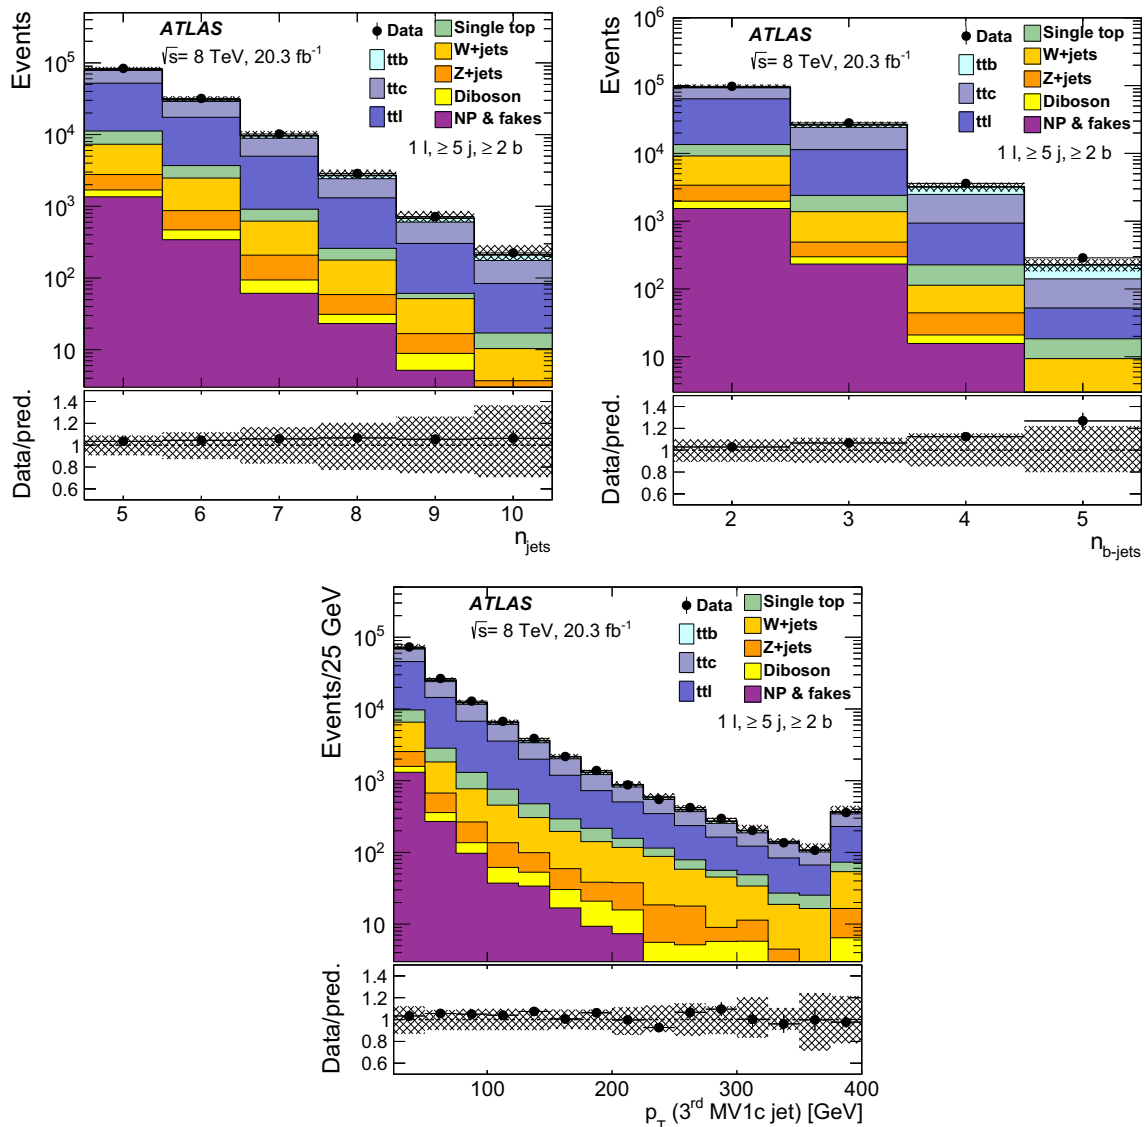 Events
10⁵
10⁴
10³
10²
10
ATLAS
√s= 8 TeV, 20.3 fb⁻¹
Data
ttb
ttc
ttl
Single top
W+jets
Z+jets
Diboson
NP & fakes
1 l, ≥ 5 j, ≥ 2 b
Data/pred.
1.4
1.2
1
0.8
0.6
5 6 7 8 9 10
n_jets
Events
10⁶
10⁵
10⁴
10³
10²
10
ATLAS
√s= 8 TeV, 20.3 fb⁻¹
Data
ttb
ttc
ttl
Single top
W+jets
Z+jets
Diboson
NP & fakes
1 l, ≥ 5 j, ≥ 2 b
Data/pred.
1.4
1.2
1
0.8
0.6
2 3 4 5
n_b-jets
Events/25 GeV
10⁵
10⁴
10³
10²
10
ATLAS
√s= 8 TeV, 20.3 fb⁻¹
Data
ttb
ttc
ttl
Single top
W+jets
Z+jets
Diboson
NP & fakes
1 l, ≥ 5 j, ≥ 2 b
Data/pred.
1.4
1.2
1
0.8
0.6
100 200 300 400
p_T (3ʳᵈ MV1c jet) [GeV]